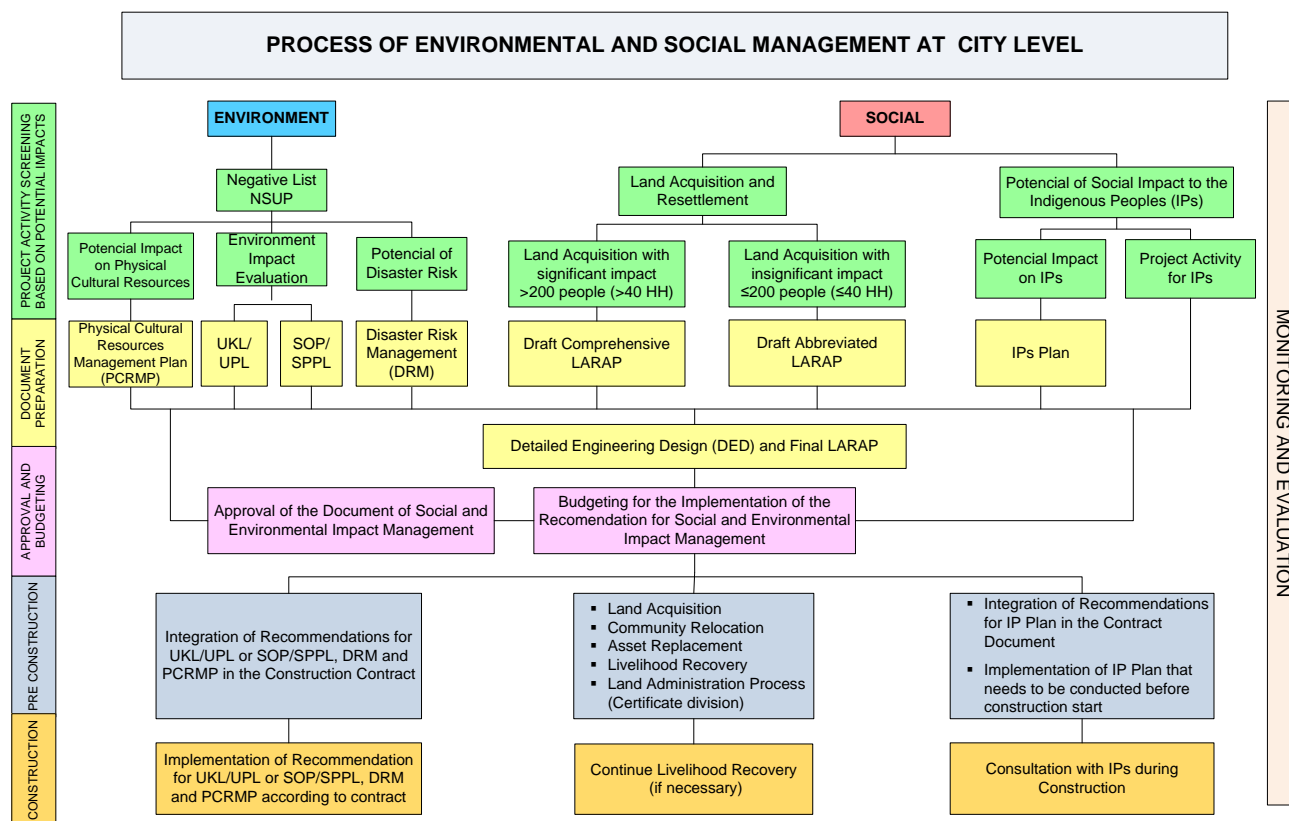 PROCESS OF ENVIRONMENTAL AND SOCIAL MANAGEMENT AT CITY LEVEL
PROJECT ACTIVITY SCREENING
BASED ON POTENTIAL IMPACTS
ENVIRONMENT
SOCIAL
Negative List
NSUP
Land Acquisition and
Resettlement
Potential of Social Impact to the
Indigenous Peoples (IPs)
Potencial Impact
on Physical
Cultural Resources
Environment
Impact
Evaluation
Potential of
Disaster Risk
Land Acquisition with
significant impact
>200 people (>40 HH)
Land Acquisition with
insignificant impact
≤200 people (≤40 HH)
Potential Impact
on IPs
Project Activity
for IPs
DOCUMENT
PREPARATION
Physical Cultural
Resources
Management Plan
(PCRMP)
UKL/
UPL
SOP/
SPPL
Disaster Risk
Management
(DRM)
Draft Comprehensive
LARAP
Draft Abbreviated
LARAP
IPs Plan
Detailed Engineering Design (DED) and Final LARAP
APPROVAL AND
BUDGETING
Approval of the Document of Social and
Environmental Impact Management
Budgeting for the Implementation of the
Recomendation for Social and Environmental
Impact Management
PRE CONSTRUCTION
Integration of Recommendations for
UKL/UPL or SOP/SPPL, DRM and
PCRMP in the Construction Contract
▪ Land Acquisition
▪ Community Relocation
▪ Asset Replacement
▪ Livelihood Recovery
▪ Land Administration Process
(Certificate division)
▪ Integration of Recommendations
for IP Plan in the Contract
Document
▪ Implementation of IP Plan that
needs to be conducted before
construction start
CONSTRUCTION
Implementation of Recommendation
for UKL/UPL or SOP/SPPL, DRM
and PCRMP according to contract
Continue Livelihood Recovery
(if necessary)
Consultation with IPs during
Construction
MONITORING AND EVALUATION